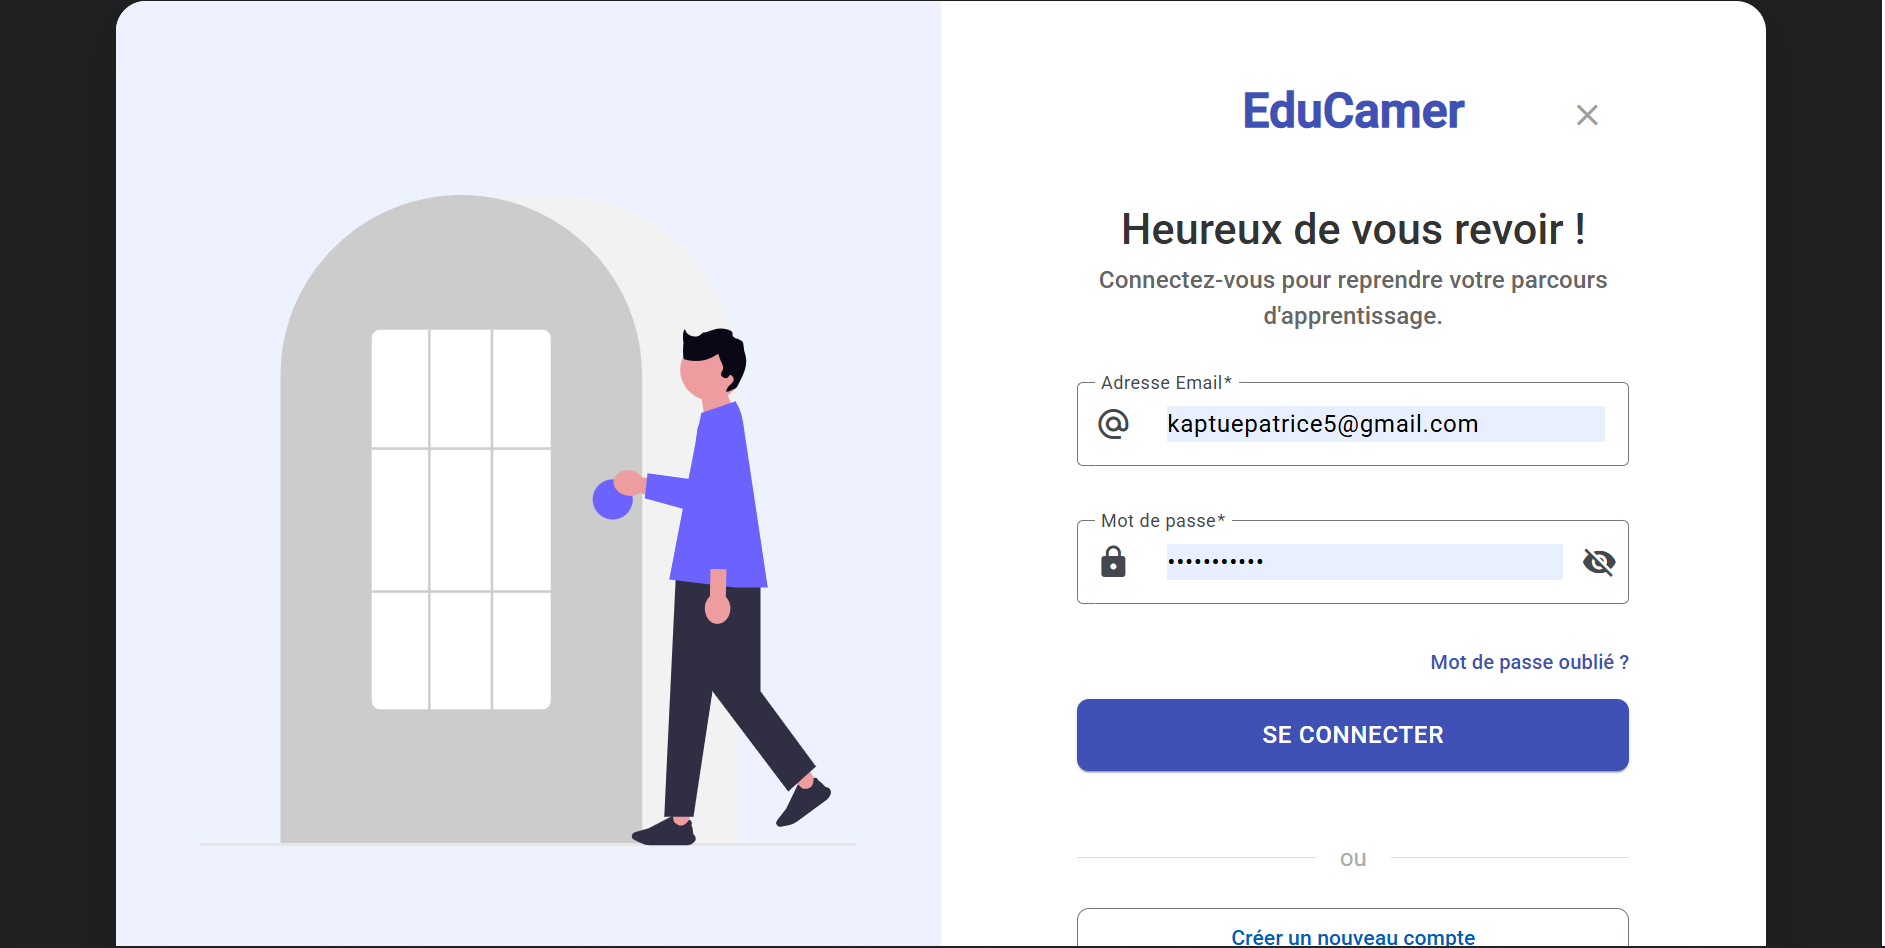 EduCamer
Heureux de vous revoir !
Connectez-vous pour reprendre votre parcours
d'apprentissage.
Adresse Email*
kaptuepatrice5@gmail.com
Mot de passe*
•••••••••••
Mot de passe oublié ?
SE CONNECTER
ou
Créer un nouveau compte